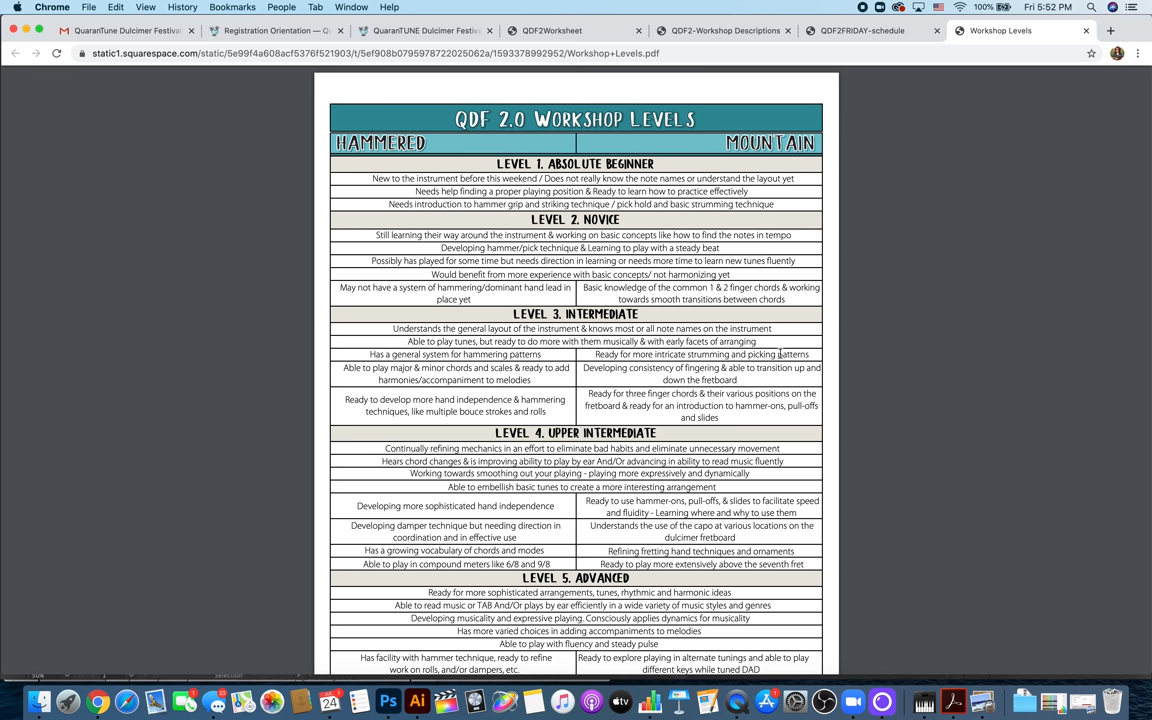 Chrome File Edit View History Bookmarks People Tab Window Help 100% Fri 5:52 PM
QuaranTune Dulcimer Festival
Registration Orientation — Qu
QuaranTUNE Dulcimer Festiva
QDF2Worksheet
QDF2-Workshop Descriptions
QDF2FRIDAY-schedule
Workshop Levels
static1.squarespace.com/static/5e99f4a608acf5376f521903/t/5ef908b0795978722025062a/1593378992952/Workshop+Levels.pdf
QDF 2.0 WORKSHOP LEVELS
HAMMERED MOUNTAIN
LEVEL 1. ABSOLUTE BEGINNER
New to the instrument before this weekend / Does not really know the note names or understand the layout yet
Needs help finding a proper playing position & Ready to learn how to practice effectively
Needs introduction to hammer grip and striking technique / pick hold and basic strumming technique
LEVEL 2. NOVICE
Still learning their way around the instrument & working on basic concepts like how to find the notes in tempo
Developing hammer/pick technique & Learning to play with a steady beat
Possibly has played for some time but needs direction in learning or needs more time to learn new tunes fluently
Would benefit from more experience with basic concepts/ not harmonizing yet
May not have a system of hammering/dominant hand lead in
place yet
Basic knowledge of the common 1 & 2 finger chords & working
towards smooth transitions between chords
LEVEL 3. INTERMEDIATE
Understands the general layout of the instrument & knows most or all note names on the instrument
Able to play tunes, but ready to do more with them musically & with early facets of arranging
Has a general system for hammering patterns
Ready for more intricate strumming and picking patterns
Able to play major & minor chords and scales & ready to add
harmonies/accompaniment to melodies
Developing consistency of fingering & able to transition up and
down the fretboard
Ready to develop more hand independence & hammering
techniques, like multiple bouce strokes and rolls
Ready for three finger chords & their various positions on the
fretboard & ready for an introduction to hammer-ons, pull-offs
and slides
LEVEL 4. UPPER INTERMEDIATE
Continually refining mechanics in an effort to eliminate bad habits and eliminate unnecessary movement
Hears chord changes & is improving ability to play by ear And/Or advancing in ability to read music fluently
Working towards smoothing out your playing - playing more expressively and dynamically
Able to embellish basic tunes to create a more interesting arrangement
Developing more sophisticated hand independence
Ready to use hammer-ons, pull-offs, & slides to facilitate speed
and fluidity - Learning where and why to use them
Developing damper technique but needing direction in
coordination and in effective use
Understands the use of the capo at various locations on the
dulcimer fretboard
Has a growing vocabulary of chords and modes
Refining fretting hand techniques and ornaments
Able to play in compound meters like 6/8 and 9/8
Ready to play more extensively above the seventh fret
LEVEL 5. ADVANCED
Ready for more sophisticated arrangements, tunes, rhythmic and harmonic ideas
Able to read music or TAB And/Or plays by ear efficiently in a wide variety of music styles and genres
Developing musicality and expressive playing. Consciously applies dynamics for musicality
Has more varied choices in adding accompaniments to melodies
Able to play with fluency and steady pulse
Has facility with hammer technique, ready to refine
work on rolls, and/or dampers, etc.
Ready to explore playing in alternate tunings and able to play
different keys while tuned DAD